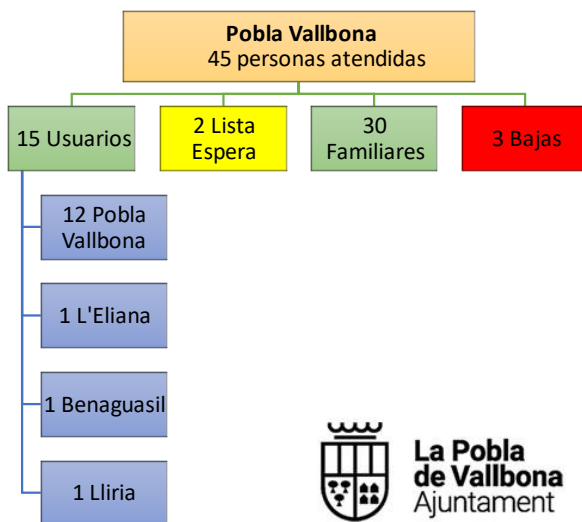 Pobla Vallbona
45 personas atendidas
15 Usuarios
2 Lista
Espera
30
Familiares
3 Bajas
12 Pobla
Vallbona
1 L'Eliana
1 Benaguasil
1 Lliria
La Pobla
de Vallbona
Ajuntament